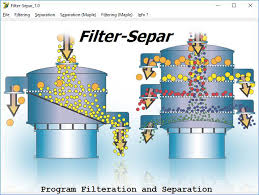 Filter-Separ_1.0
File Filtering Separation Separation (Maple) Filtering (Maple) Info ?
Filter-Separ
Program Filteration and Separation